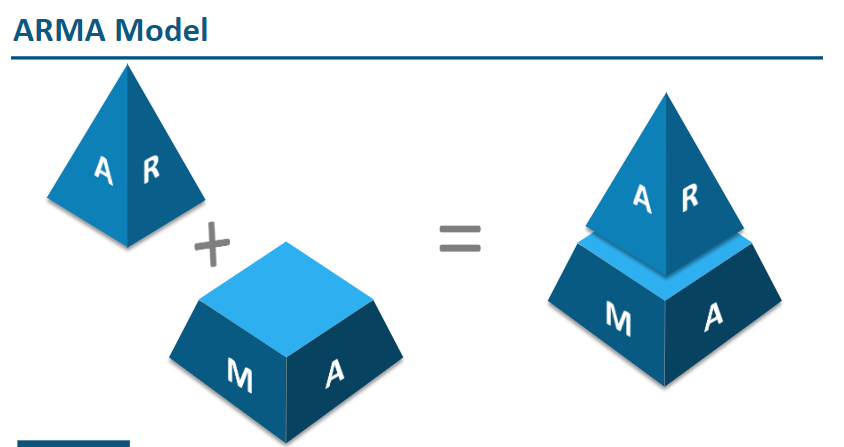 ARMA Model
A R
+
M A
=
A R
M A